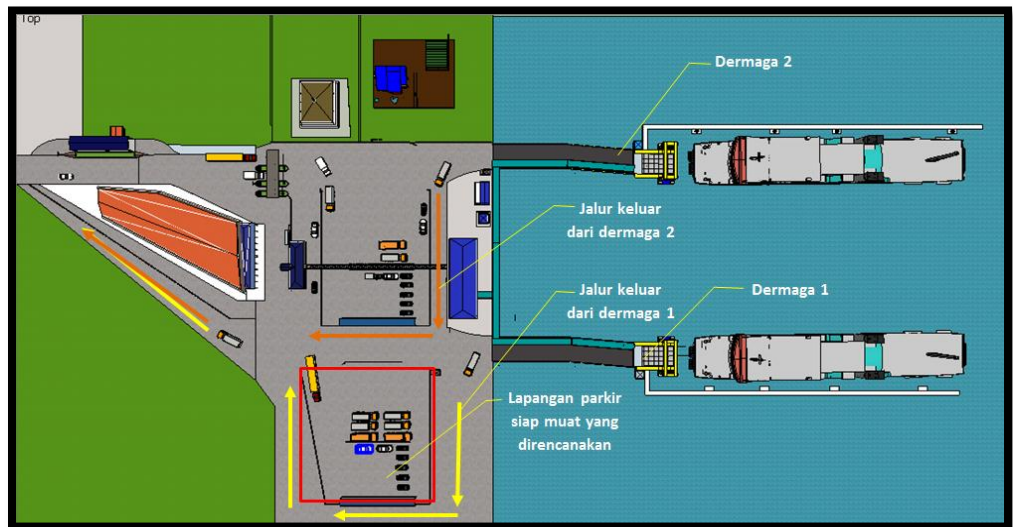 Top
Dermaga 2
Jalur keluar
dari dermaga 2
Jalur keluar
dari dermaga 1
Dermaga 1
Lapangan parkir
siap muat yang
direncanakan